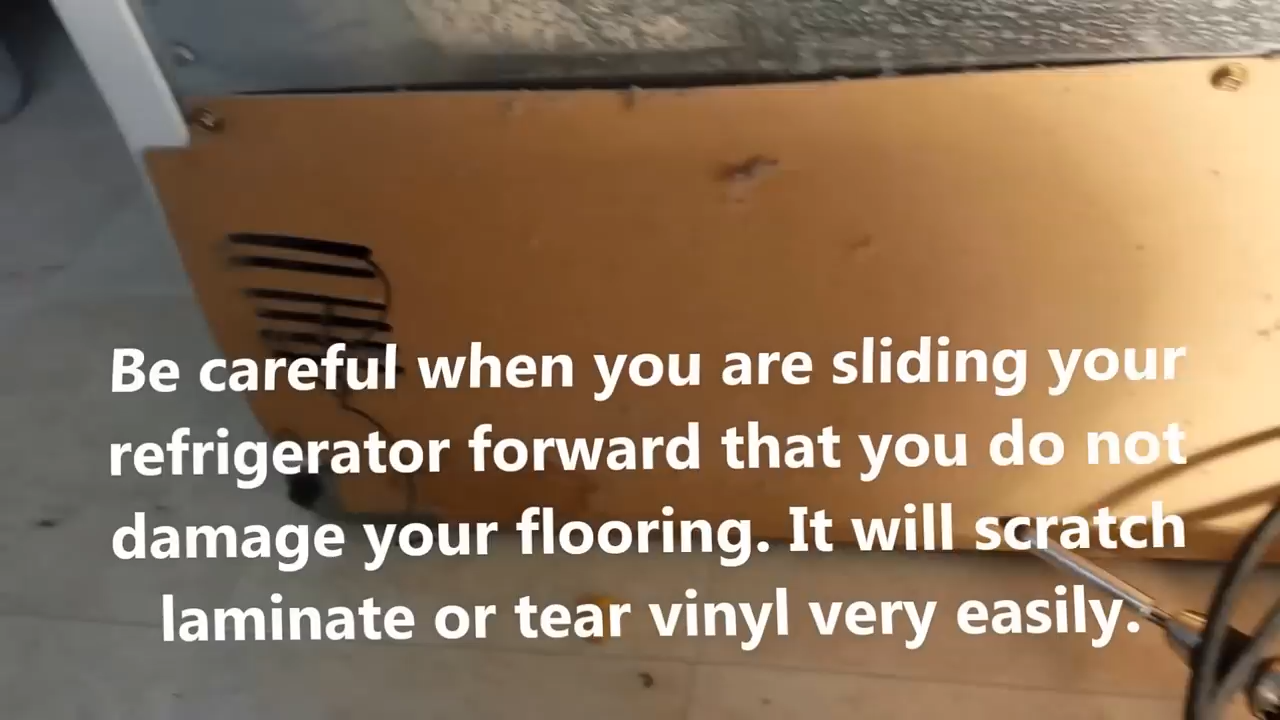 Be careful when you are sliding your
refrigerator forward that you do not
damage your flooring. It will scratch
laminate or tear vinyl very easily.